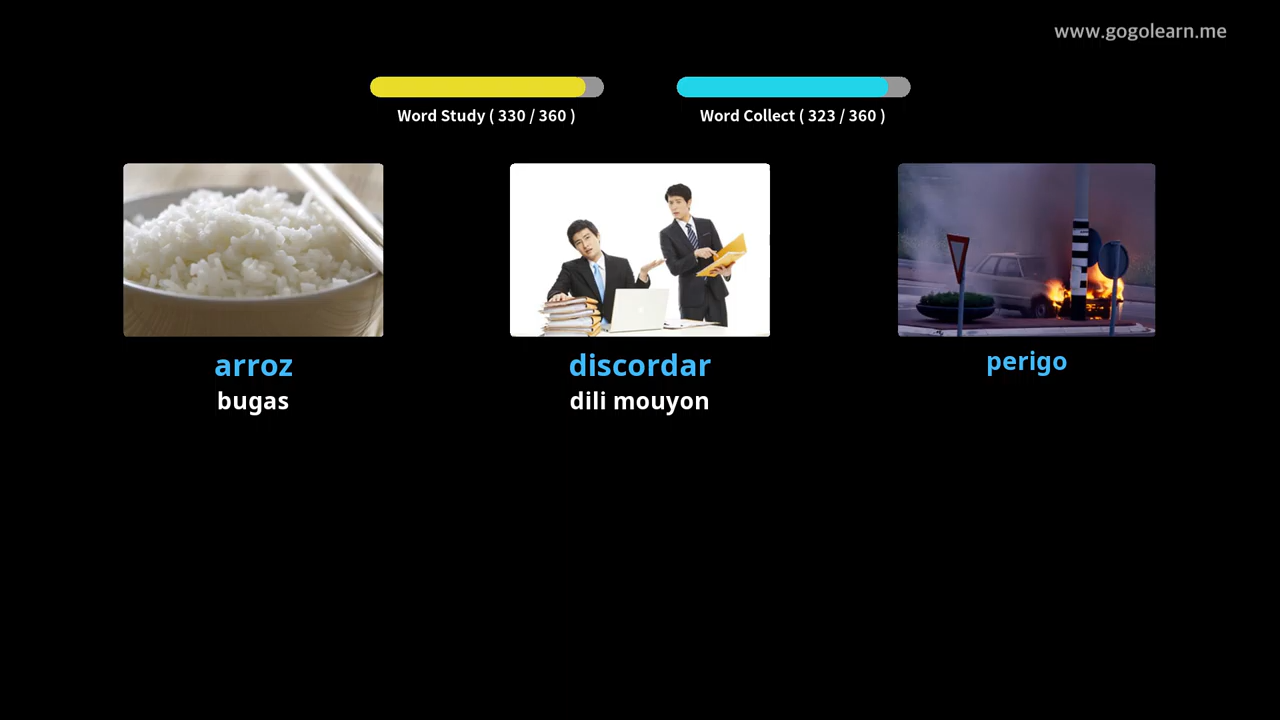 www.gogolearn.me
Word Study ( 330 / 360 )
Word Collect ( 323 / 360 )
arroz
bugas
discordar
dili mouyon
perigo